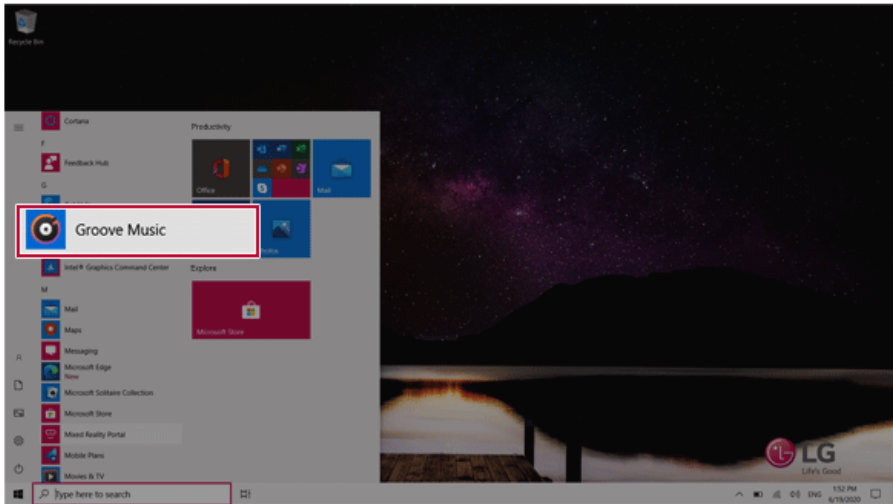 Recycle Bin
Cortana
F
Feedback Hub
G
Groove Music
Intel® Graphics Command Center
M
Mail
Maps
Messaging
Microsoft Edge
New
Microsoft Solitaire Collection
Microsoft Store
Mixed Reality Portal
Mobile Plans
Movies & TV
Productivity
Office
Mail
Photos
Explore
Microsoft Store
LG
Life's Good
Type here to search
ENG
1:52 PM
6/19/2020